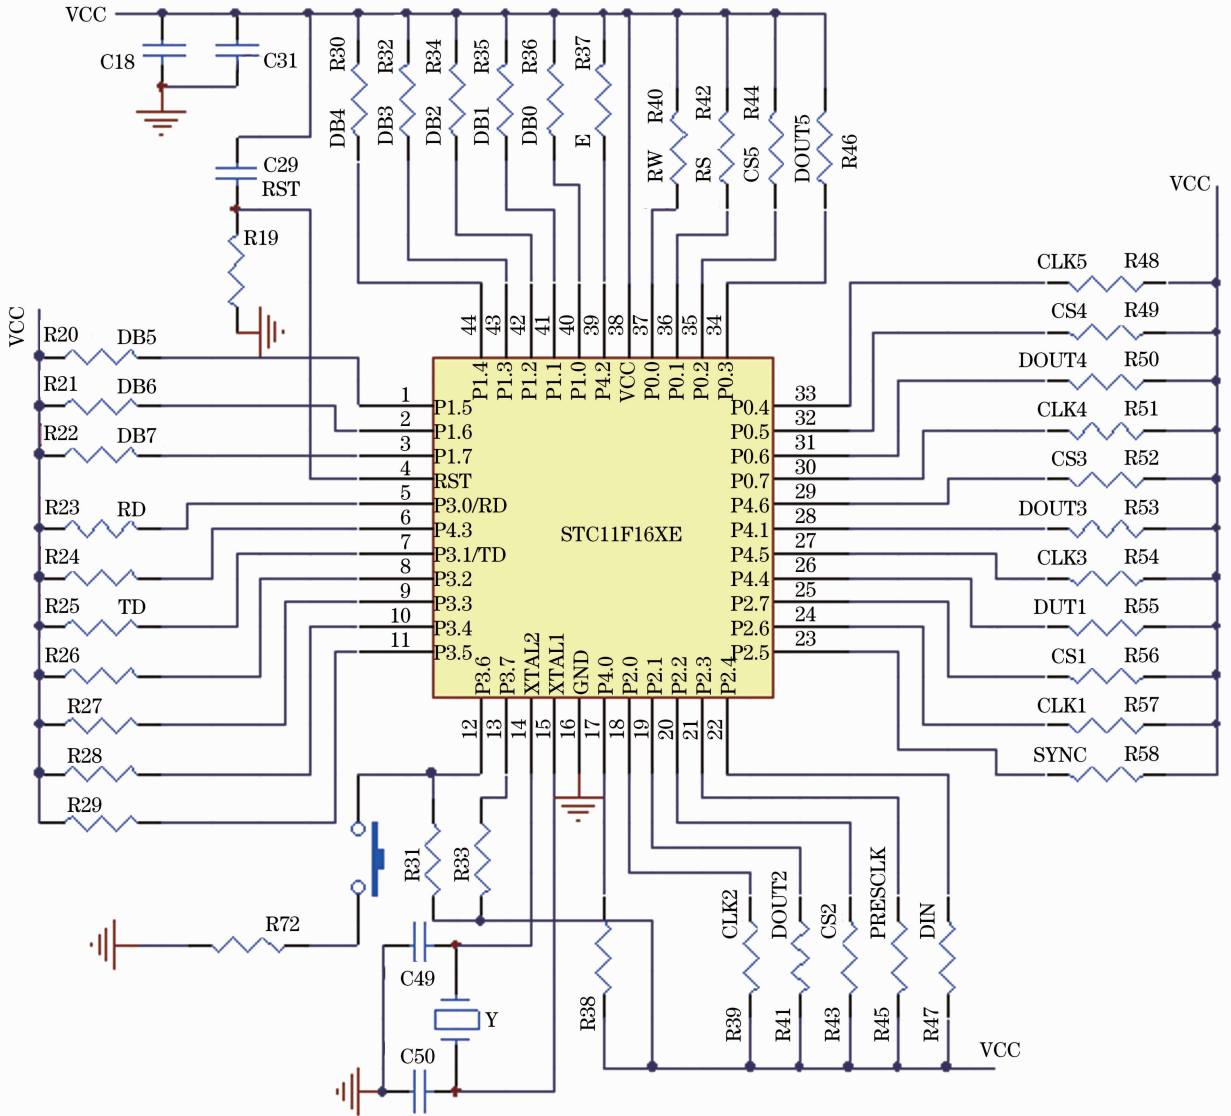 VCC
C18
C31
R30
R32
R34
R35
R36
R37
DB4
DB3
DB2
DB1
DB0
E
R40
R42
R44
DOUT5
RW
RS
CS5
R46
C29
RST
R19
VCC
VCC
R20 DB5
R21 DB6
R22 DB7
R23 RD
R24
R25 TD
R26
R27
R28
R29
44
43
42
41
40
39
38
37
36
35
34
P1.4
P1.3
P1.2
P1.1
P1.0
P4.2
VCC
P0.0
P0.1
P0.2
P0.3
1
2
3
4
5
6
7
8
9
10
11
P1.5
P1.6
P1.7
RST
P3.0/RD
P4.3
P3.1/TD
P3.2
P3.3
P3.4
P3.5
STC11F16XE
P0.4
P0.5
P0.6
P0.7
P4.6
P4.1
P4.5
P4.4
P2.7
P2.6
P2.5
33
32
31
30
29
28
27
26
25
24
23
CLK5 R48
CS4 R49
DOUT4 R50
CLK4 R51
CS3 R52
DOUT3 R53
CLK3 R54
DUT1 R55
CS1 R56
CLK1 R57
SYNC R58
P3.6
P3.7
XTAL2
XTAL1
GND
P4.0
P2.0
P2.1
P2.2
P2.3
P2.4
12
13
14
15
16
17
18
19
20
21
22
R31
R33
R72
C49
Y
C50
R38
CLK2
DOUT2
CS2
PRESCLK
DIN
R39
R41
R43
R45
R47
VCC